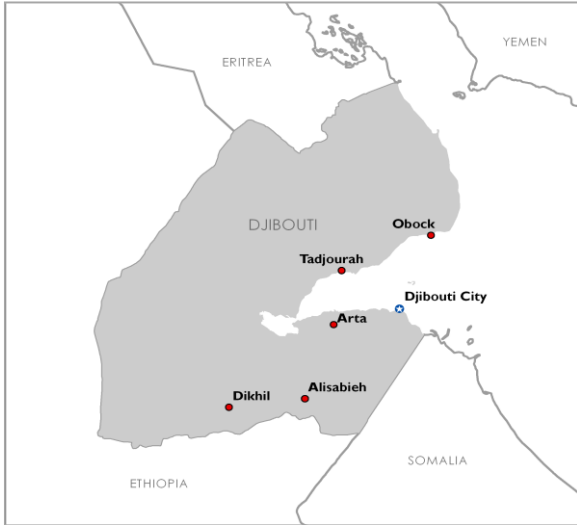 YEMEN
ERITREA
DJIBOUTI
Obock
Tadjourah
Djibouti City
Arta
Dikhil
Alisabieh
SOMALIA
ETHIOPIA